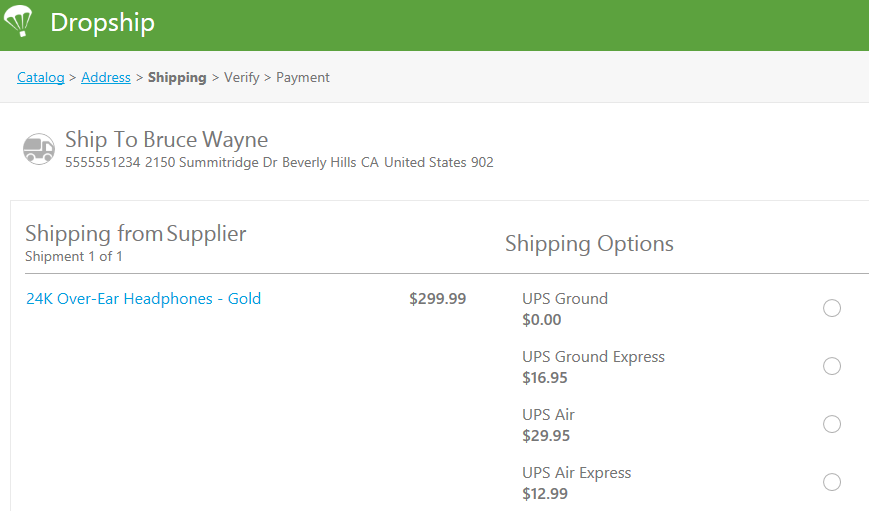 Dropship
Catalog > Address > Shipping > Verify > Payment
Ship To Bruce Wayne
5555551234 2150 Summitridge Dr Beverly Hills CA United States 902
Shipping from Supplier
Shipment 1 of 1
Shipping Options
24K Over-Ear Headphones - Gold $299.99
UPS Ground
$0.00
UPS Ground Express
$16.95
UPS Air
$29.95
UPS Air Express
$12.99